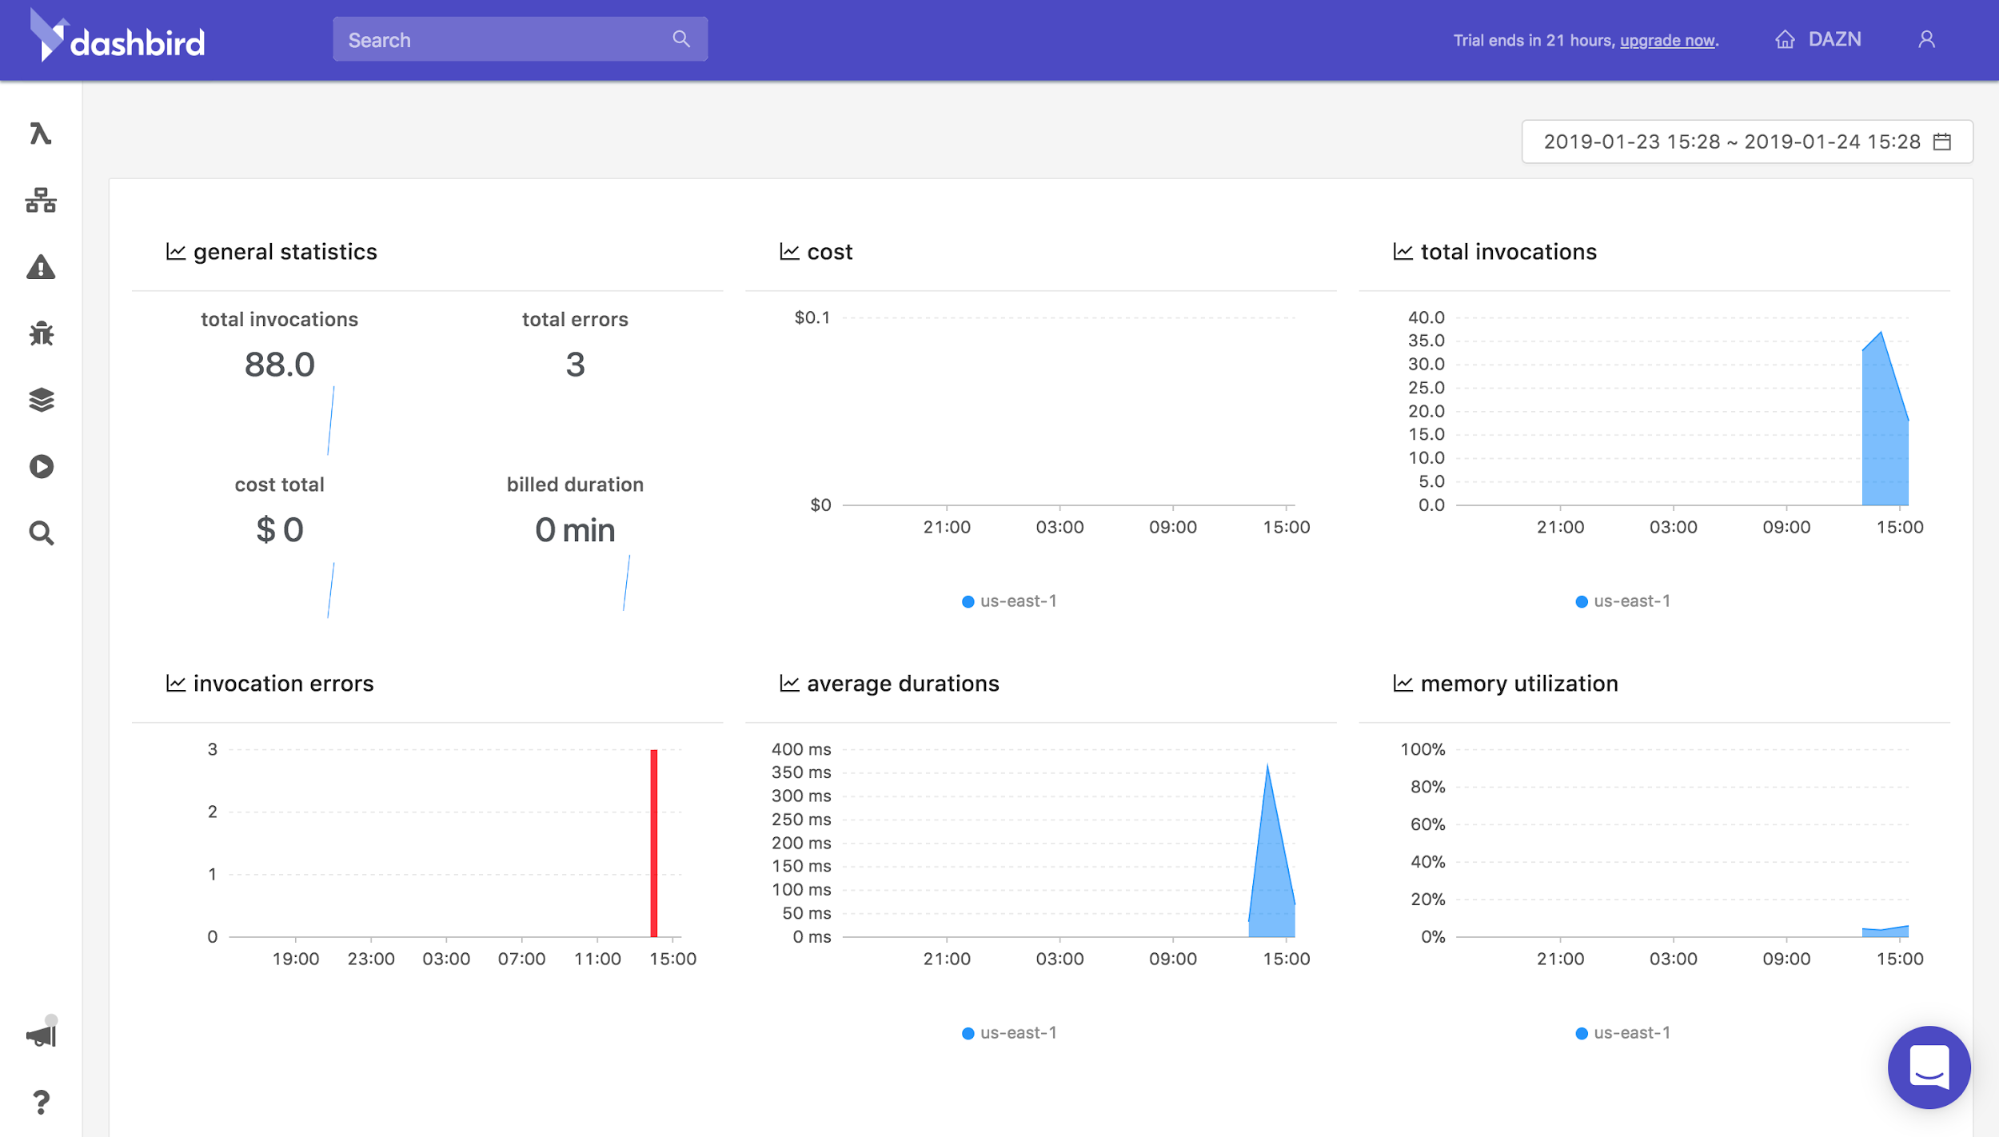 dashbird
Search
Trial ends in 21 hours, upgrade now.
DAZN
2019-01-23 15:28 ~ 2019-01-24 15:28
general statistics
total invocations
88.0
total errors
3
cost total
$ 0
billed duration
0 min
cost
$0.1
$0
21:00 03:00 09:00 15:00
us-east-1
total invocations
40.0
35.0
30.0
25.0
20.0
15.0
10.0
5.0
0.0
21:00 03:00 09:00 15:00
us-east-1
invocation errors
3
2
1
0
19:00 23:00 03:00 07:00 11:00 15:00
average durations
400 ms
350 ms
300 ms
250 ms
200 ms
150 ms
100 ms
50 ms
0 ms
21:00 03:00 09:00 15:00
us-east-1
memory utilization
100%
80%
60%
40%
20%
0%
21:00 03:00 09:00 15:00
us-east-1